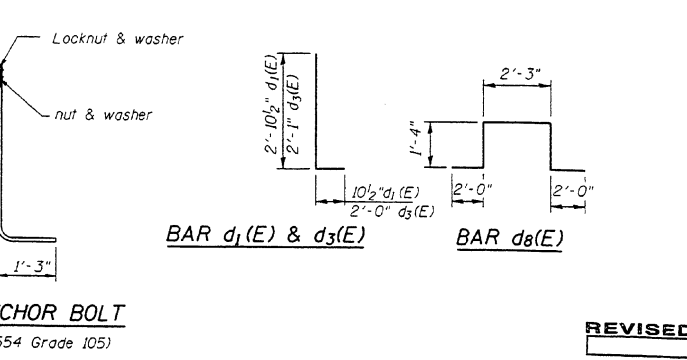 Locknut & washer
nut & washer
1'-3"
CHOR BOLT
554 Grade 105)
2'-10½" d₁(E)
2'-1" d₃(E)
10½"d₁ (E)
2'-0" d₃(E)
BAR d₁(E) & d₃(E)
2'-3"
1'-4"
2'-0"
2'-0"
BAR d₈(E)
REVISED